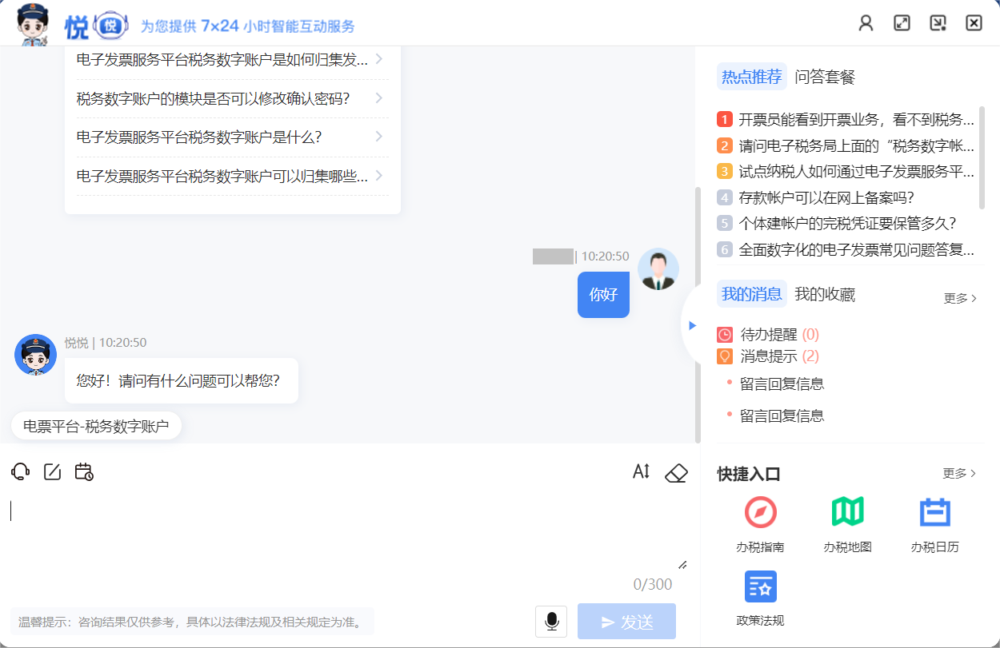 悦 悦 为您提供 7×24 小时智能互动服务
电子发票服务平台税务数字账户是如何归集发...
税务数字账户的模块是否可以修改确认密码？
电子发票服务平台税务数字账户是什么？
电子发票服务平台税务数字账户可以归集哪些...
| 10:20:50
你好
悦悦 | 10:20:50
您好！请问有什么问题可以帮您？
电票平台-税务数字账户
0/300
温馨提示：咨询结果仅供参考，具体以法律法规及相关规定为准。
发送
热点推荐 问答套餐
1 开票员能看到开票业务，看不到税务...
2 请问电子税务局上面的“税务数字帐...
3 试点纳税人如何通过电子发票服务平...
4 存款帐户可以在网上备案吗？
5 个体建帐户的完税凭证要保管多久？
6 全面数字化的电子发票常见问题答复...
我的消息 我的收藏 更多 >
待办提醒 (0)
消息提示 (2)
留言回复信息
留言回复信息
快捷入口 更多 >
办税指南 办税地图 办税日历
政策法规